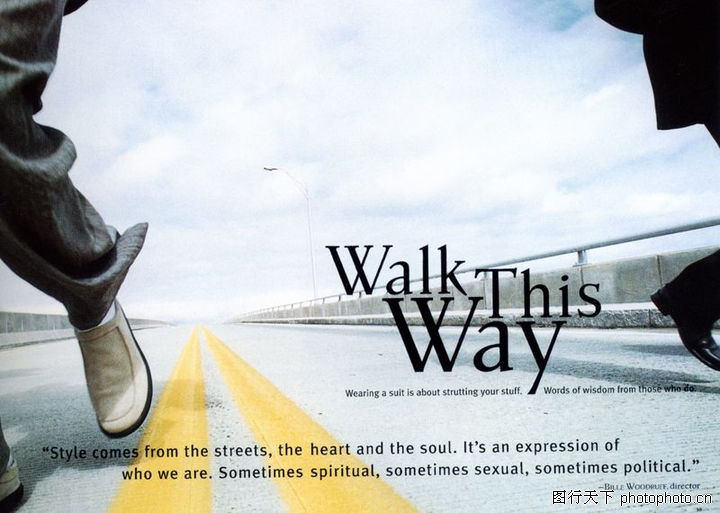 Walk This
Way
Wearing a suit is about strutting your stuff. Words of wisdom from those who do.
“Style comes from the streets, the heart and the soul. It’s an expression of
who we are. Sometimes spiritual, sometimes sexual, sometimes political.”
–BILLE WOODRUFF, director
图行天下 photophoto.cn